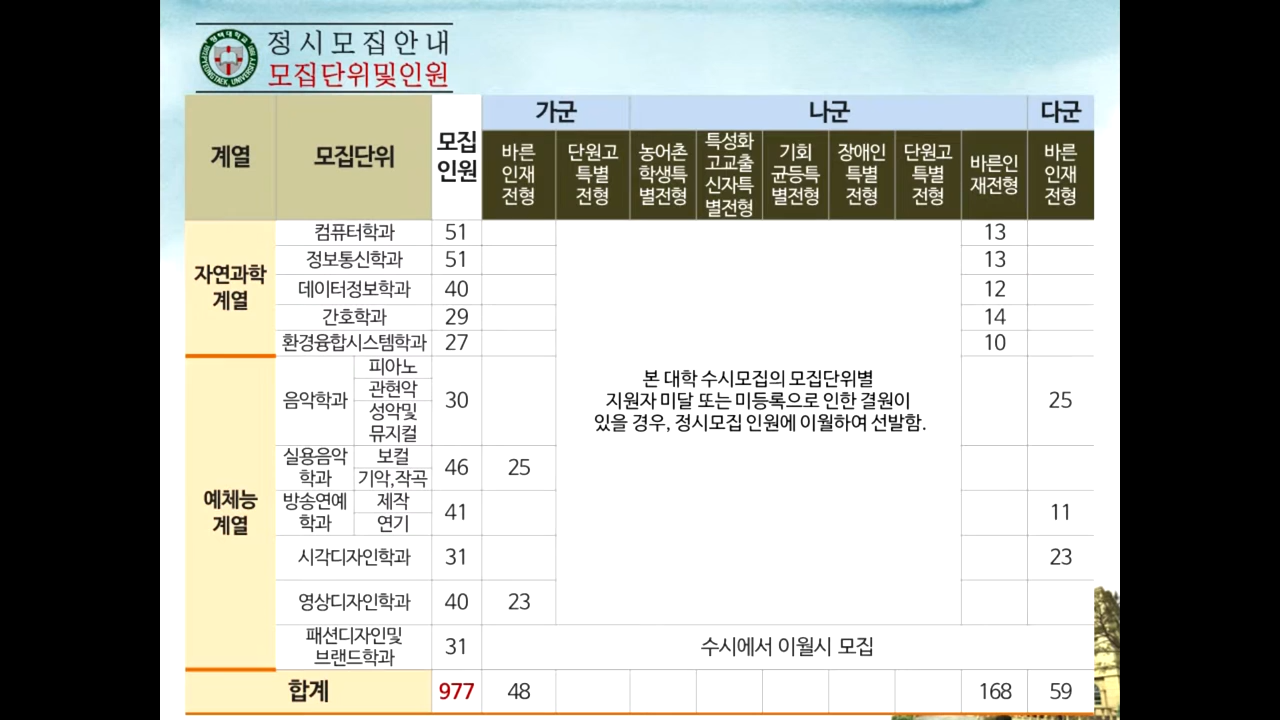 정시모집안내
모집단위및인원
계열 모집단위 모집인원 가군 나군 다군
바른인재전형 단원고특별전형 농어촌학생특별전형 특성화고교출신자특별전형 기회균등특별전형 장애인특별전형 단원고특별전형 바른인재전형 바른인재전형
자연과학계열
컴퓨터학과 51 13
정보통신학과 51 13
데이터정보학과 40 12
간호학과 29 14
환경융합시스템학과 27 10
본 대학 수시모집의 모집단위별
지원자 미달 또는 미등록으로 인한 결원이
있을 경우, 정시모집 인원에 이월하여 선발함.
예체능계열
음악학과 피아노 관현악 성악및뮤지컬 30 25
실용음악학과 보컬 기악,작곡 46 25
방송연예학과 제작 연기 41 11
시각디자인학과 31 23
영상디자인학과 40 23
패션디자인및브랜드학과 31 수시에서 이월시 모집
합계 977 48 168 59